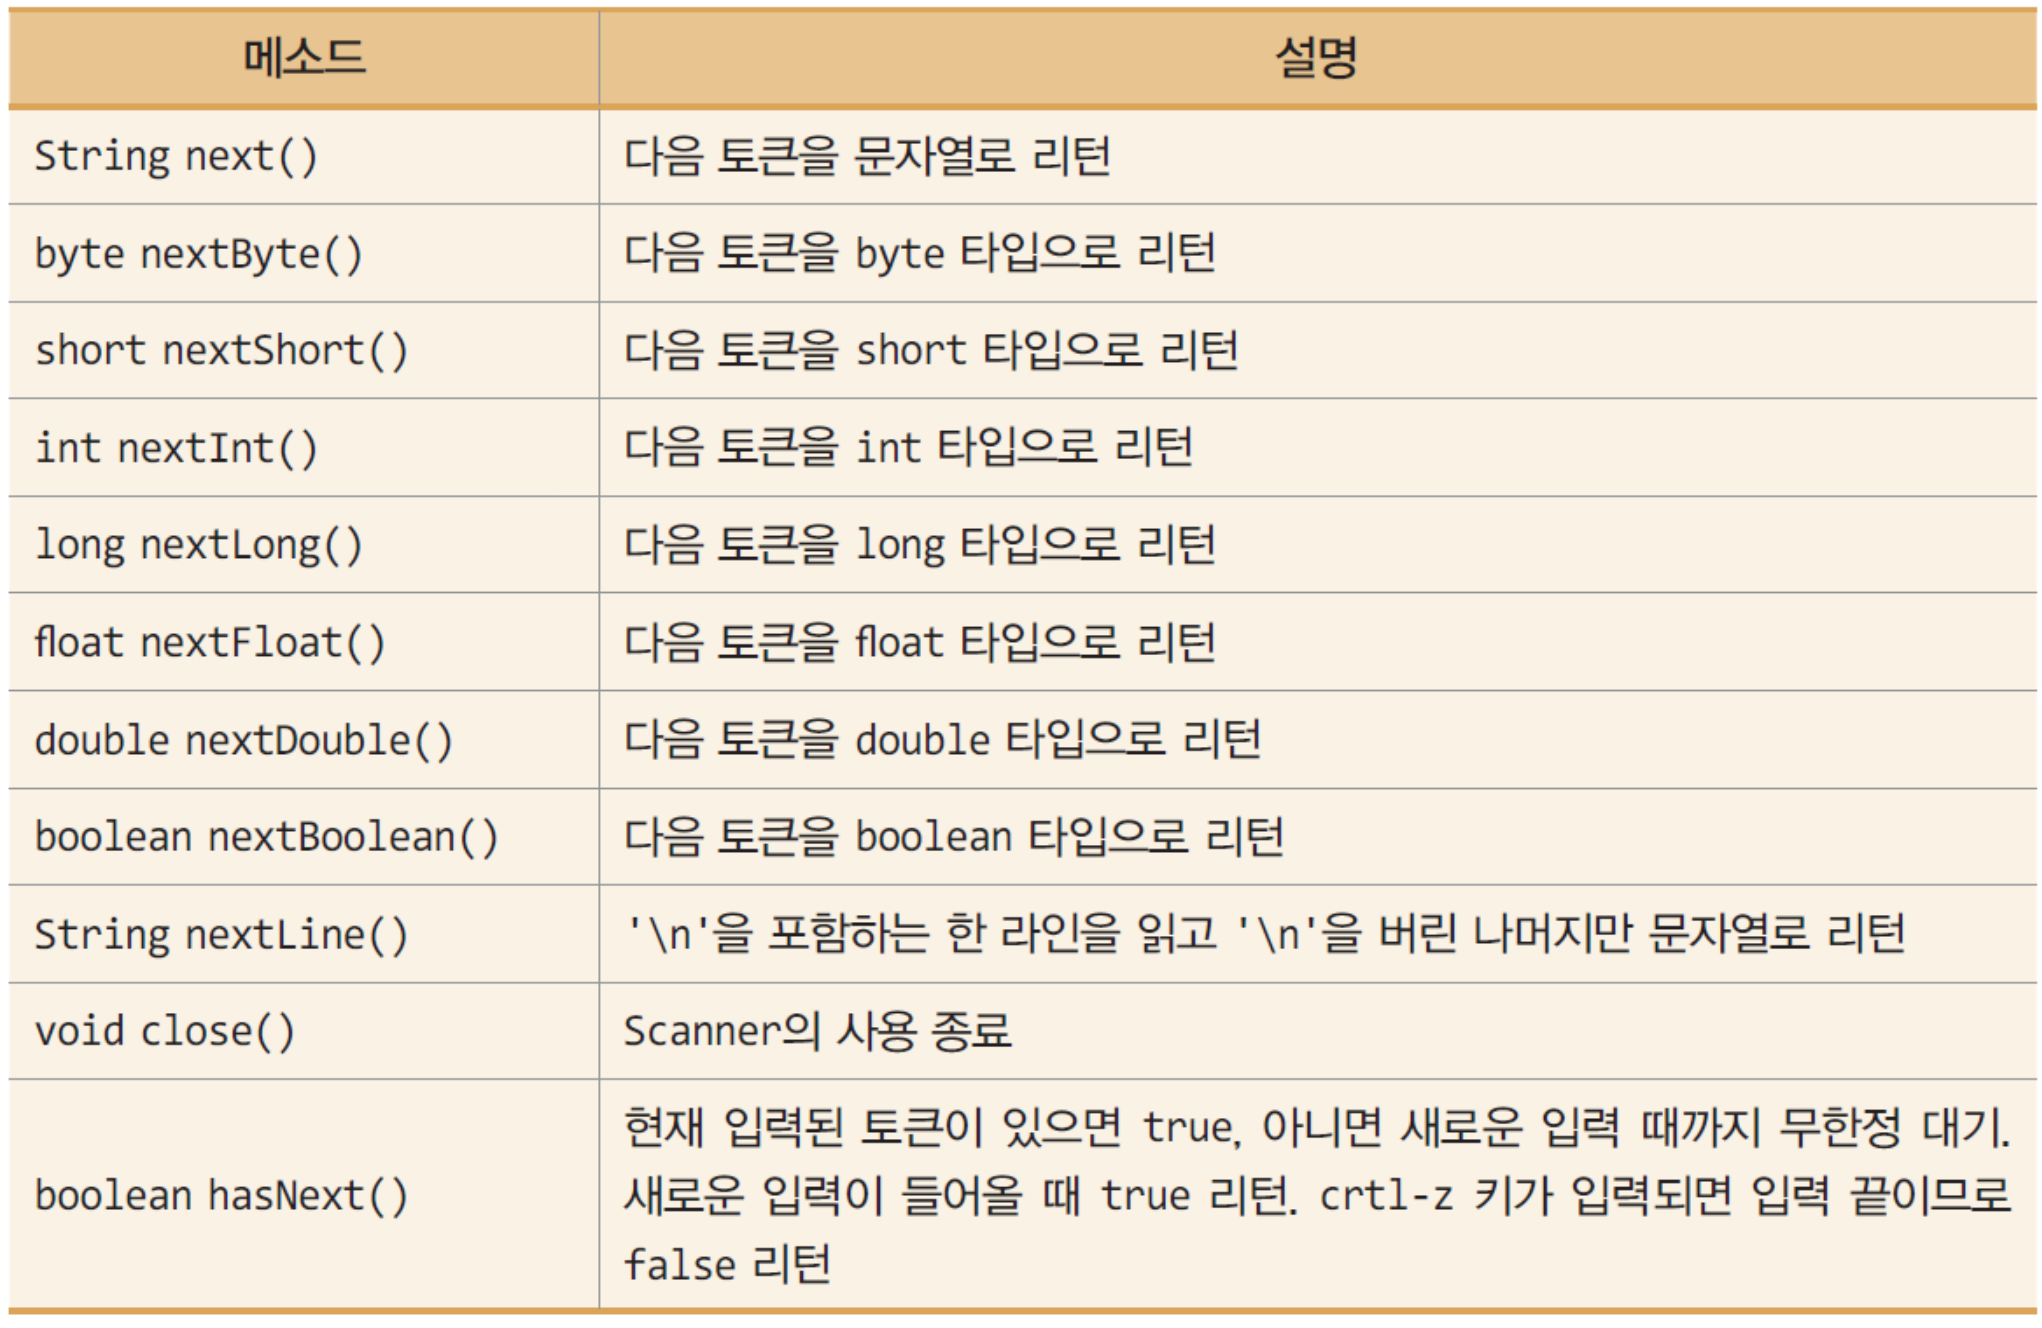 메소드 설명
String next() 다음 토큰을 문자열로 리턴
byte nextByte() 다음 토큰을 byte 타입으로 리턴
short nextShort() 다음 토큰을 short 타입으로 리턴
int nextInt() 다음 토큰을 int 타입으로 리턴
long nextLong() 다음 토큰을 long 타입으로 리턴
float nextFloat() 다음 토큰을 float 타입으로 리턴
double nextDouble() 다음 토큰을 double 타입으로 리턴
boolean nextBoolean() 다음 토큰을 boolean 타입으로 리턴
String nextLine() '\n'을 포함하는 한 라인을 읽고 '\n'을 버린 나머지만 문자열로 리턴
void close() Scanner의 사용 종료
boolean hasNext() 현재 입력된 토큰이 있으면 true, 아니면 새로운 입력 때까지 무한정 대기.
새로운 입력이 들어올 때 true 리턴. crtl-z 키가 입력되면 입력 끝이므로
false 리턴